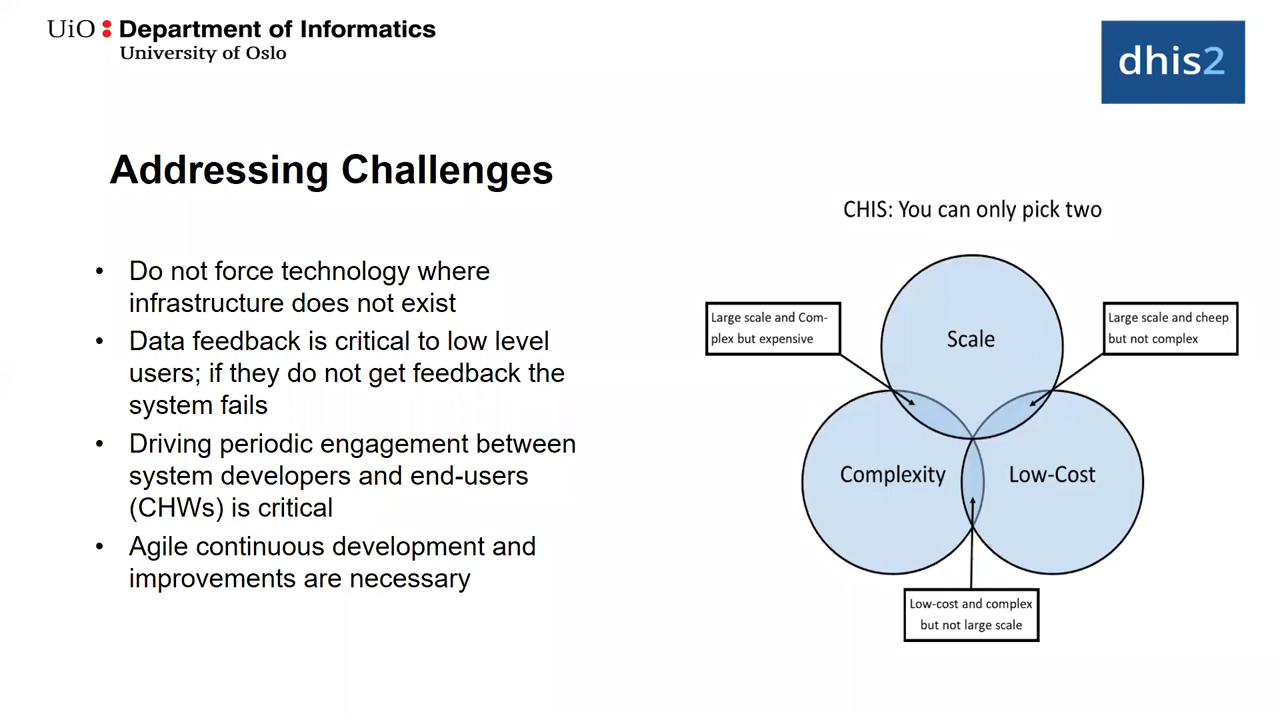 UiO : Department of Informatics
University of Oslo
dhis2
Addressing Challenges
• Do not force technology where
infrastructure does not exist
• Data feedback is critical to low level
users; if they do not get feedback the
system fails
• Driving periodic engagement between
system developers and end-users
(CHWs) is critical
• Agile continuous development and
improvements are necessary
CHIS: You can only pick two
Large scale and Com-
plex but expensive
Scale
Large scale and cheep
but not complex
Complexity
Low-Cost
Low-cost and complex
but not large scale